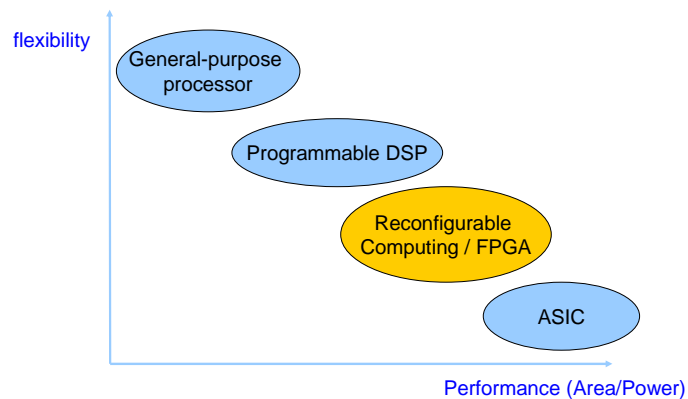 flexibility
General-purpose
processor
Programmable DSP
Reconfigurable
Computing / FPGA
ASIC
Performance (Area/Power)